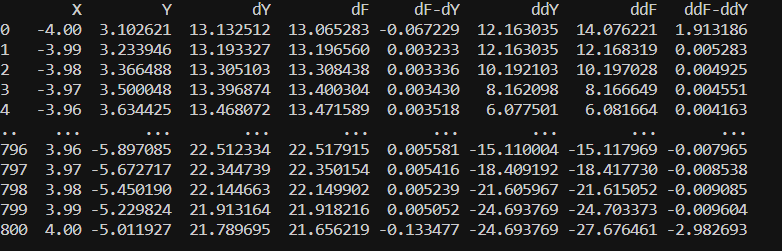 X Y dY dF dF-dY ddY ddF ddF-ddY
0 -4.00 3.102621 13.132512 13.065283 -0.067229 12.163035 14.076221 1.913186
1 -3.99 3.233946 13.193327 13.196560 0.003233 12.163035 12.168319 0.005283
2 -3.98 3.366488 13.305103 13.308438 0.003336 10.192103 10.197028 0.004925
3 -3.97 3.500048 13.396874 13.400304 0.003430 8.162098 8.166649 0.004551
4 -3.96 3.634425 13.468072 13.471589 0.003518 6.077501 6.081664 0.004163
.. ... ... ... ... ... ... ... ...
796 3.96 -5.897085 22.512334 22.517915 0.005581 -15.110004 -15.117969 -0.007965
797 3.97 -5.672717 22.344739 22.350154 0.005416 -18.409192 -18.417730 -0.008538
798 3.98 -5.450190 22.144663 22.149902 0.005239 -21.605967 -21.615052 -0.009085
799 3.99 -5.229824 21.913164 21.918216 0.005052 -24.693769 -24.703373 -0.009604
800 4.00 -5.011927 21.789695 21.656219 -0.133477 -24.693769 -27.676461 -2.982693